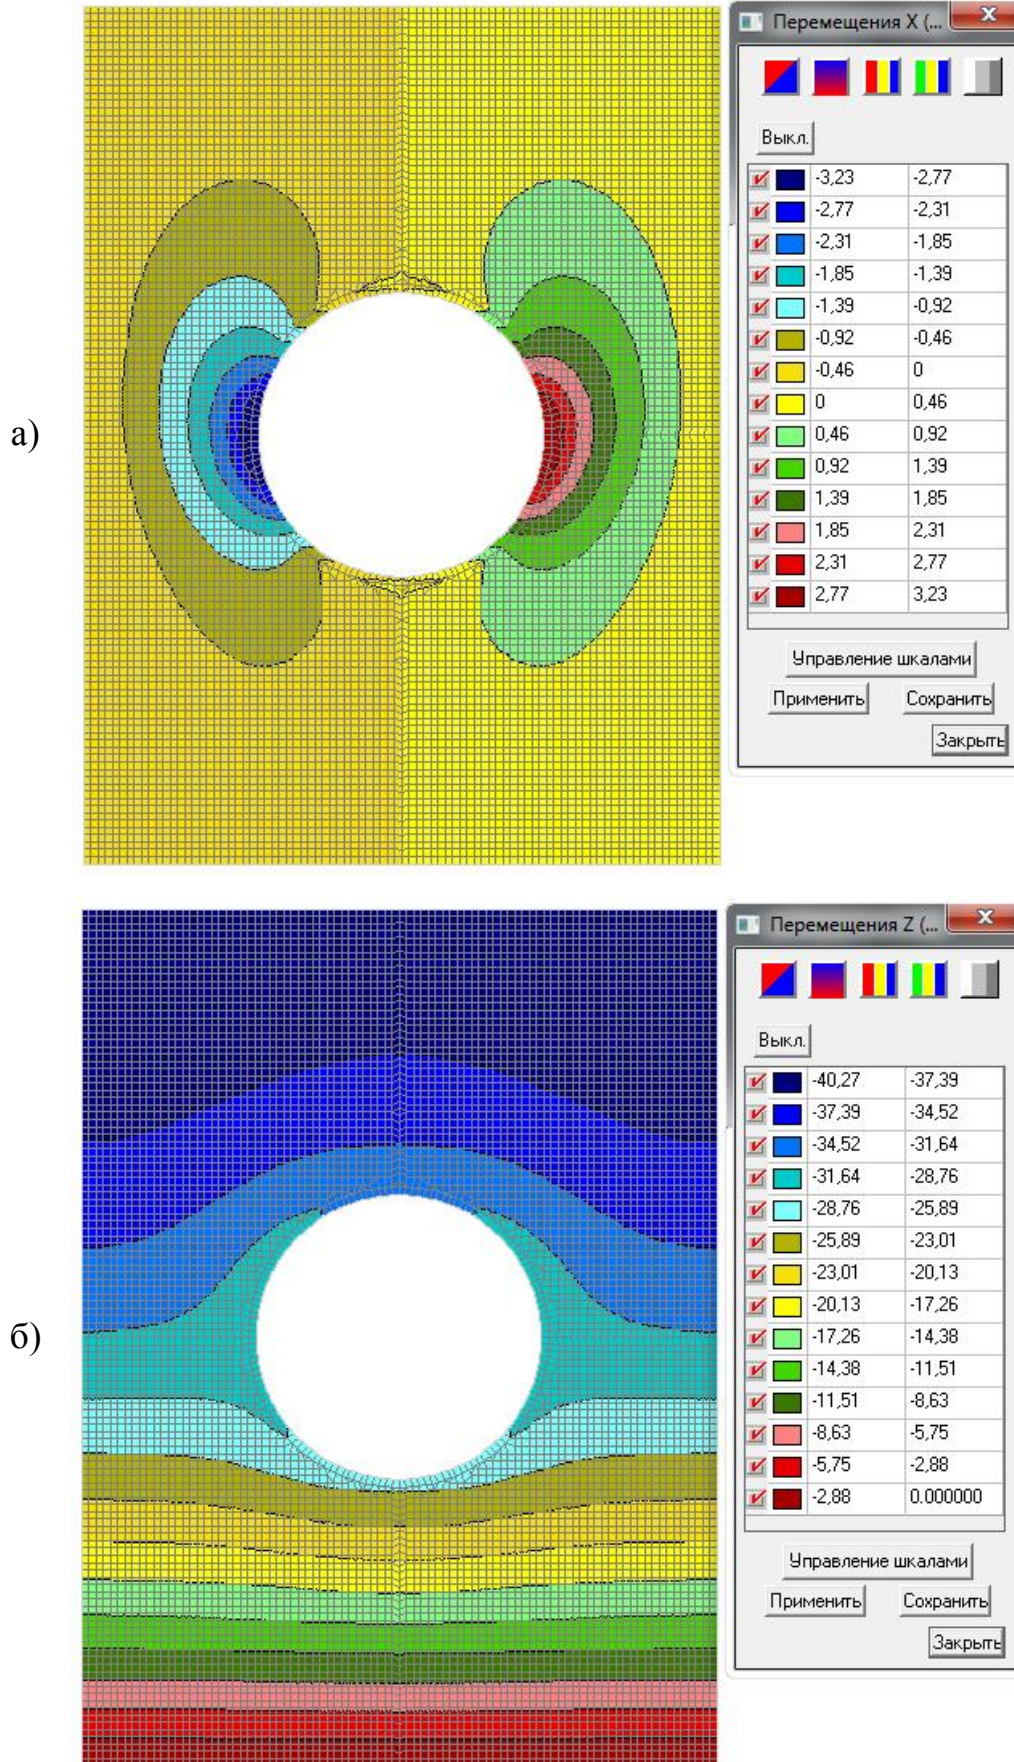 Перемещения X (...
Выкл.
-3,23 -2,77
-2,77 -2,31
-2,31 -1,85
-1,85 -1,39
-1,39 -0,92
-0,92 -0,46
-0,46 0
0 0,46
0,46 0,92
0,92 1,39
1,39 1,85
1,85 2,31
2,31 2,77
2,77 3,23
а)
Управление шкалами
Применить Сохранить
Закрыть
Перемещения Z (...
Выкл.
-40,27 -37,39
-37,39 -34,52
-34,52 -31,64
-31,64 -28,76
-28,76 -25,89
-25,89 -23,01
-23,01 -20,13
-20,13 -17,26
-17,26 -14,38
-14,38 -11,51
-11,51 -8,63
-8,63 -5,75
-5,75 -2,88
-2,88 0.000000
б)
Управление шкалами
Применить Сохранить
Закрыть